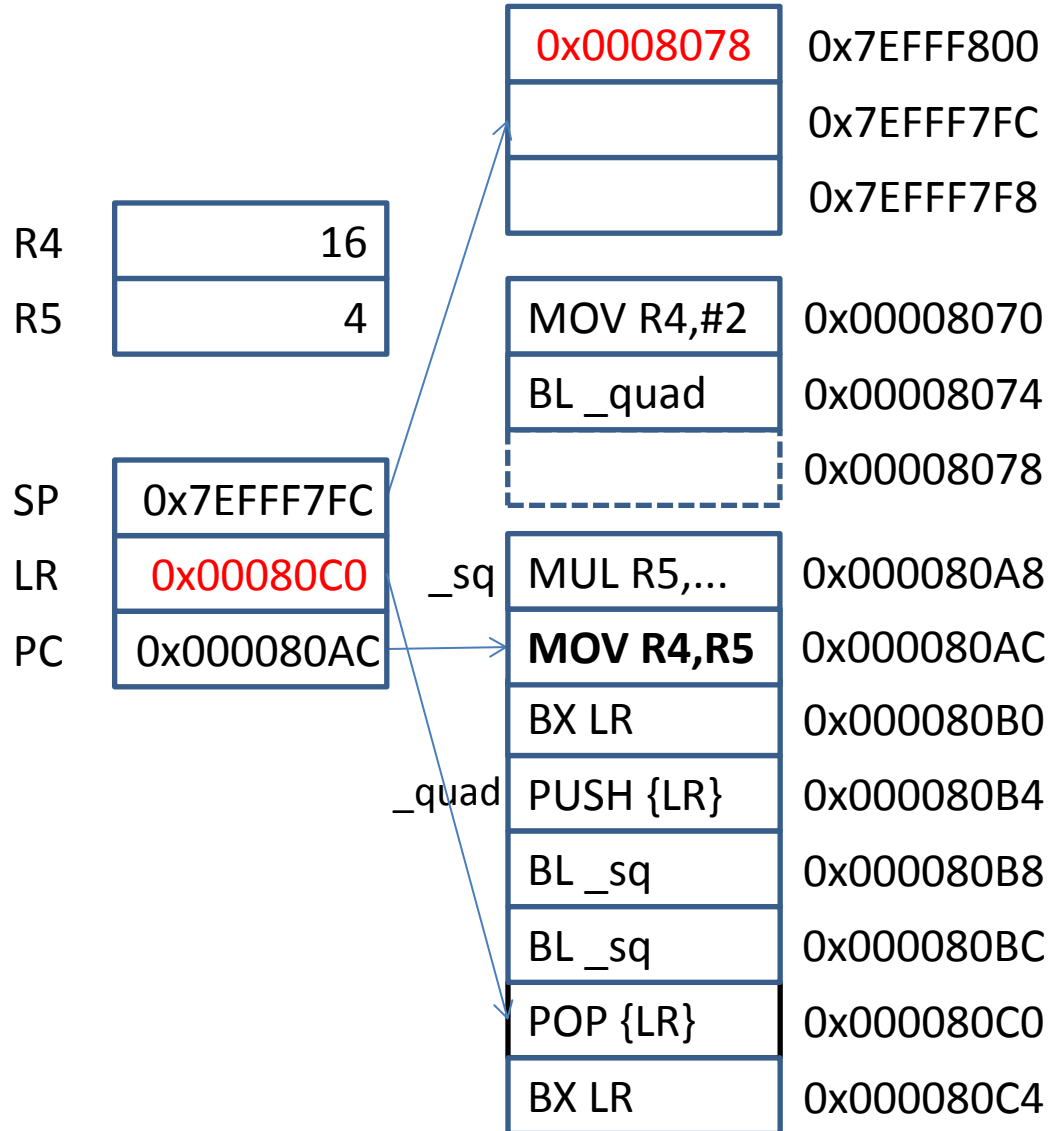 0x0008078 0x7EFFF800
0x7EFFF7FC
0x7EFFF7F8
R4 16
R5 4
MOV R4,#2 0x00008070
BL _quad 0x00008074
0x00008078
SP 0x7EFFF7FC
LR 0x00080C0
PC 0x000080AC
_sq MUL R5,... 0x000080A8
MOV R4,R5 0x000080AC
BX LR 0x000080B0
_quad PUSH {LR} 0x000080B4
BL _sq 0x000080B8
BL _sq 0x000080BC
POP {LR} 0x000080C0
BX LR 0x000080C4